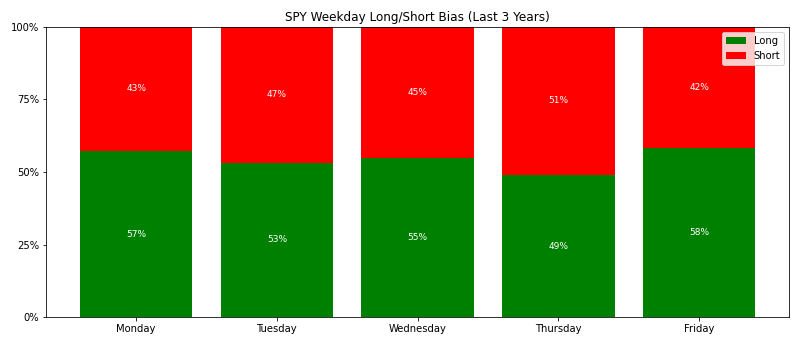 SPY Weekday Long/Short Bias (Last 3 Years)
100%
75%
50%
25%
0%
Long
Short
43%
47%
45%
51%
42%
57%
53%
55%
49%
58%
Monday
Tuesday
Wednesday
Thursday
Friday